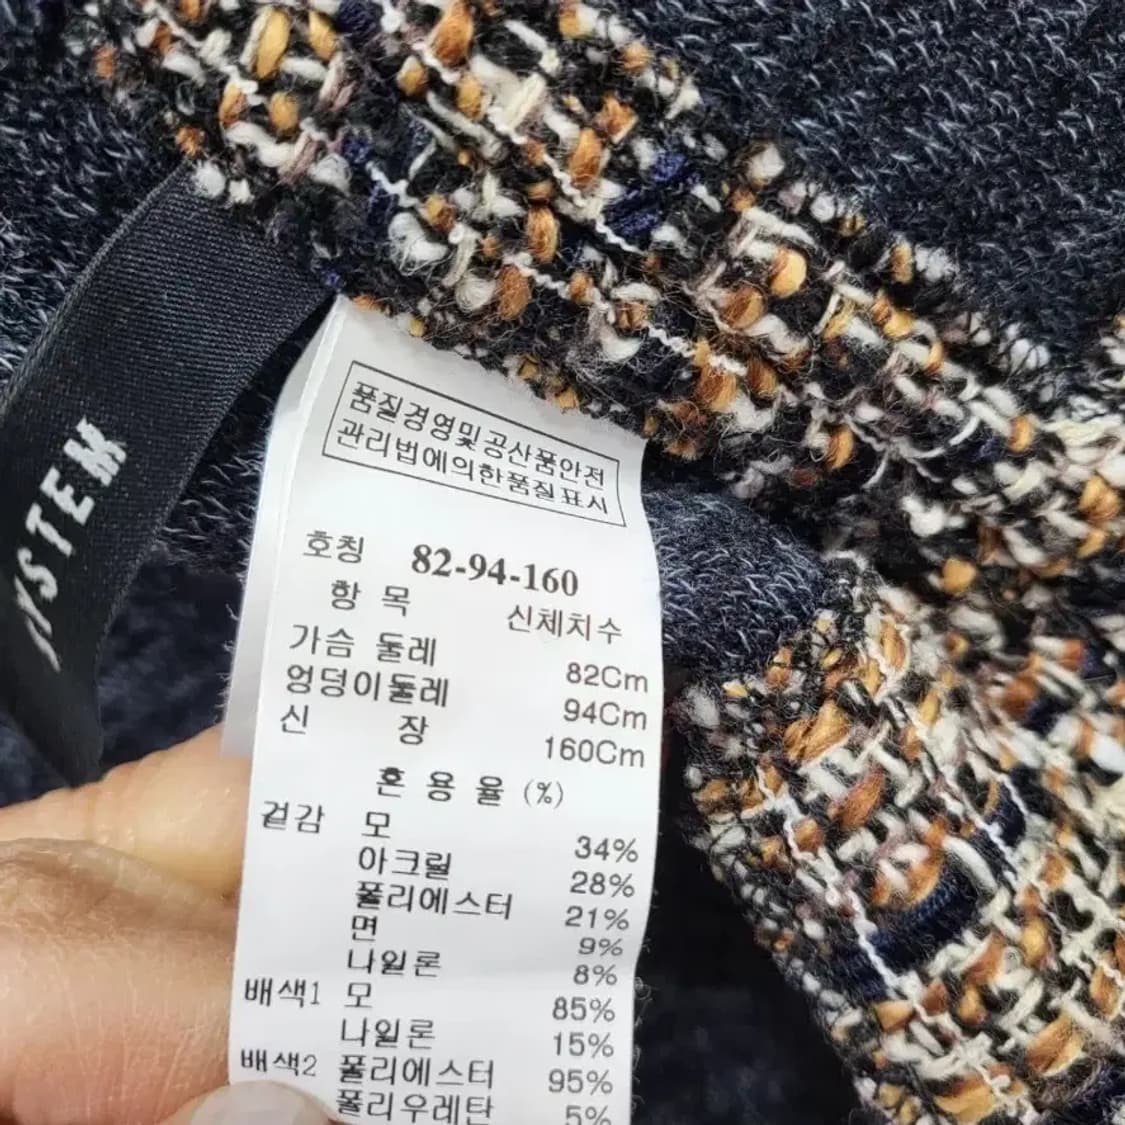 SYSTEM
품질경영및공산품안전
관리법에의한품질표시
호칭 82-94-160
항 목 신체치수
가슴 둘레 82Cm
엉덩이둘레 94Cm
신 장 160Cm
혼 용 율 (%)
겉감 모 34%
아크릴 28%
폴리에스터 21%
면 9%
나일론 8%
배색1 모 85%
나일론 15%
배색2 폴리에스터 95%
폴리우레탄 5%